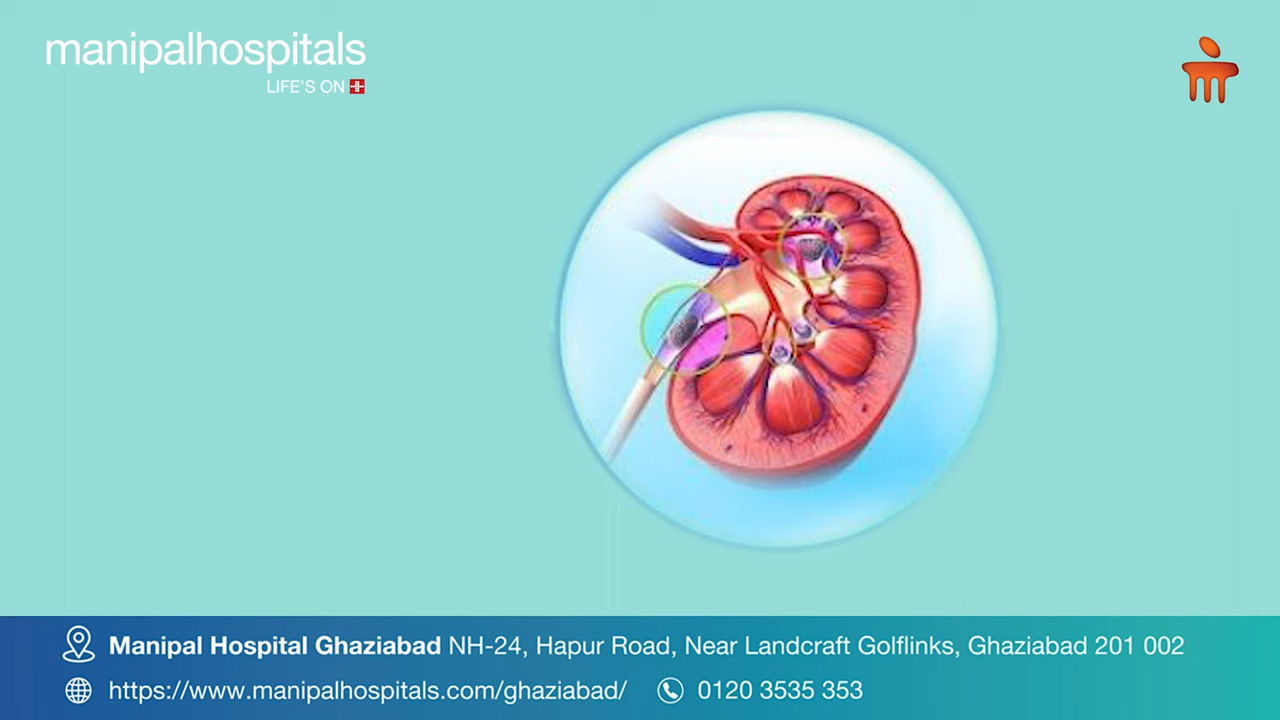 manipalhospitals
LIFE'S ON
Manipal Hospital Ghaziabad NH-24, Hapur Road, Near Landcraft Golflinks, Ghaziabad 201 002
https://www.manipalhospitals.com/ghaziabad/ 0120 3535 353